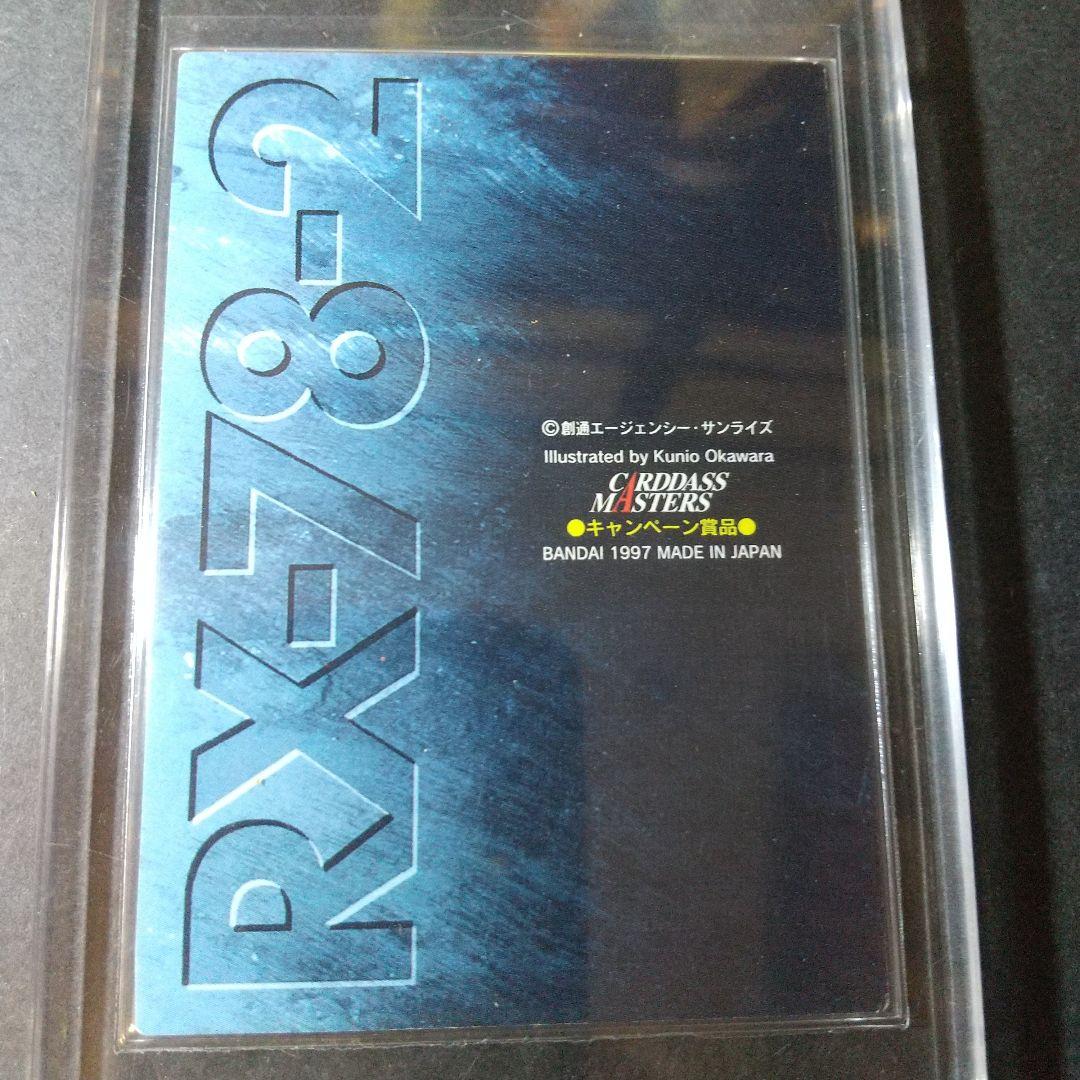 RX-78-2
©創通エージェンシー・サンライズ
Illustrated by Kunio Okawara
CARDDASS
MASTERS
●キャンペーン賞品●
BANDAI 1997 MADE IN JAPAN